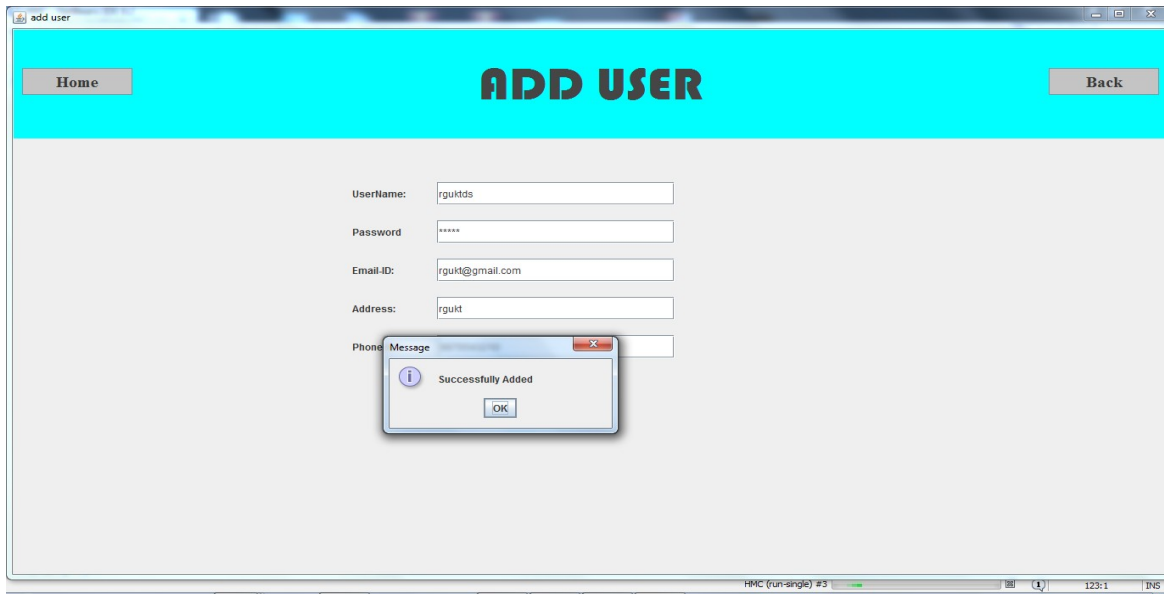 add user
Home
ADD USER
Back
UserName:
rguktds
Password
*****
Email-ID:
rgukt@gmail.com
Address:
rgukt
Phone
Message
Successfully Added
OK
HMC (run-single) #3
1
123:1
INS